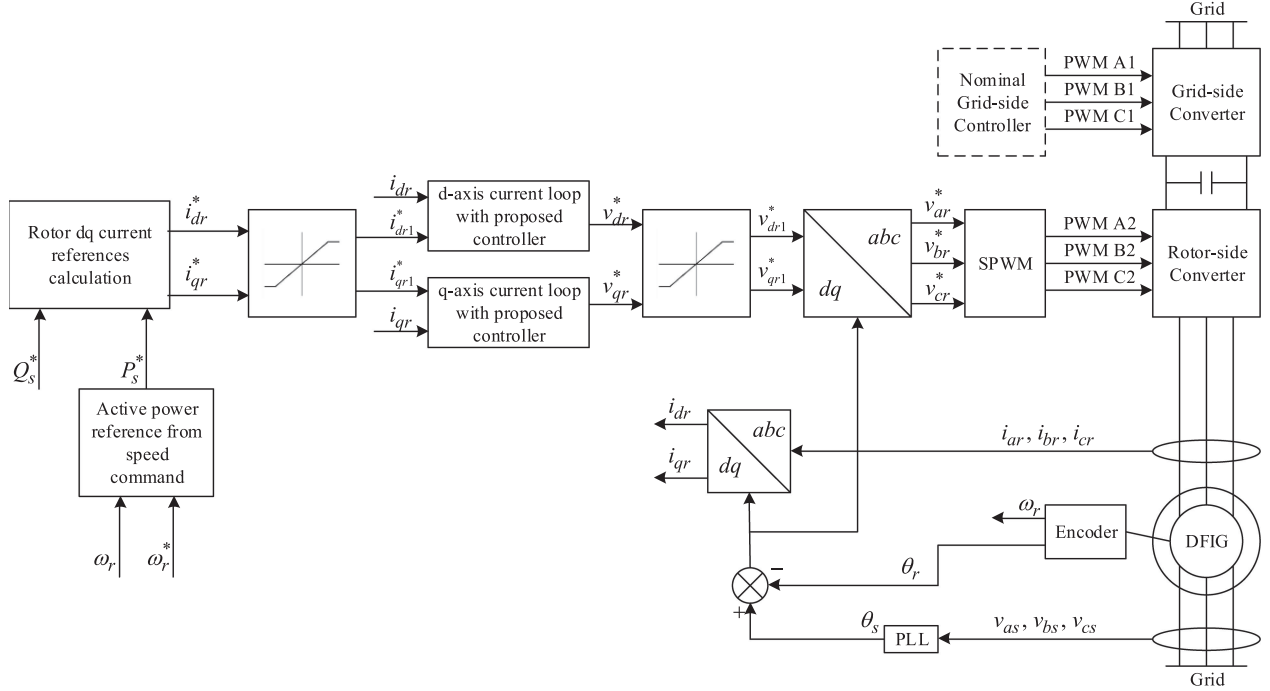 Grid
Nominal
Grid-side
Controller
PWM A1
PWM B1
PWM C1
Grid-side
Converter
Rotor dq current
references
calculation
i*dr
i*qr
idr
i*dr1
d-axis current loop
with proposed
controller
v*dr
i*qr1
iqr
q-axis current loop
with proposed
controller
v*qr
v*dr1
v*qr1
abc
dq
v*ar
v*br
v*cr
SPWM
PWM A2
PWM B2
PWM C2
Rotor-side
Converter
Q*s
P*s
Active power
reference from
speed
command
ωr
ω*r
idr
iqr
abc
dq
iar, ibr, icr
ωr
Encoder
DFIG
θr
−
+
θs
PLL
vas, vbs, vcs
Grid